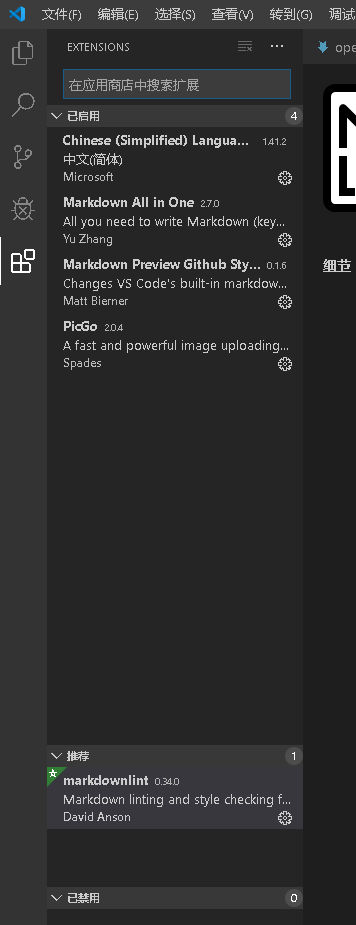 文件(F) 编辑(E) 选择(S) 查看(V) 转到(G) 调试
EXTENSIONS
ope
在应用商店中搜索扩展
已启用 4
Chinese (Simplified) Langua... 1.41.2
中文(简体)
Microsoft
Markdown All in One 2.7.0
All you need to write Markdown (key...
Yu Zhang
Markdown Preview Github Sty... 0.1.6
Changes VS Code's built-in markdow...
Matt Bierner
细节
PicGo 2.0.4
A fast and powerful image uploading...
Spades
推荐 1
markdownlint 0.34.0
Markdown linting and style checking f...
David Anson
已禁用 0